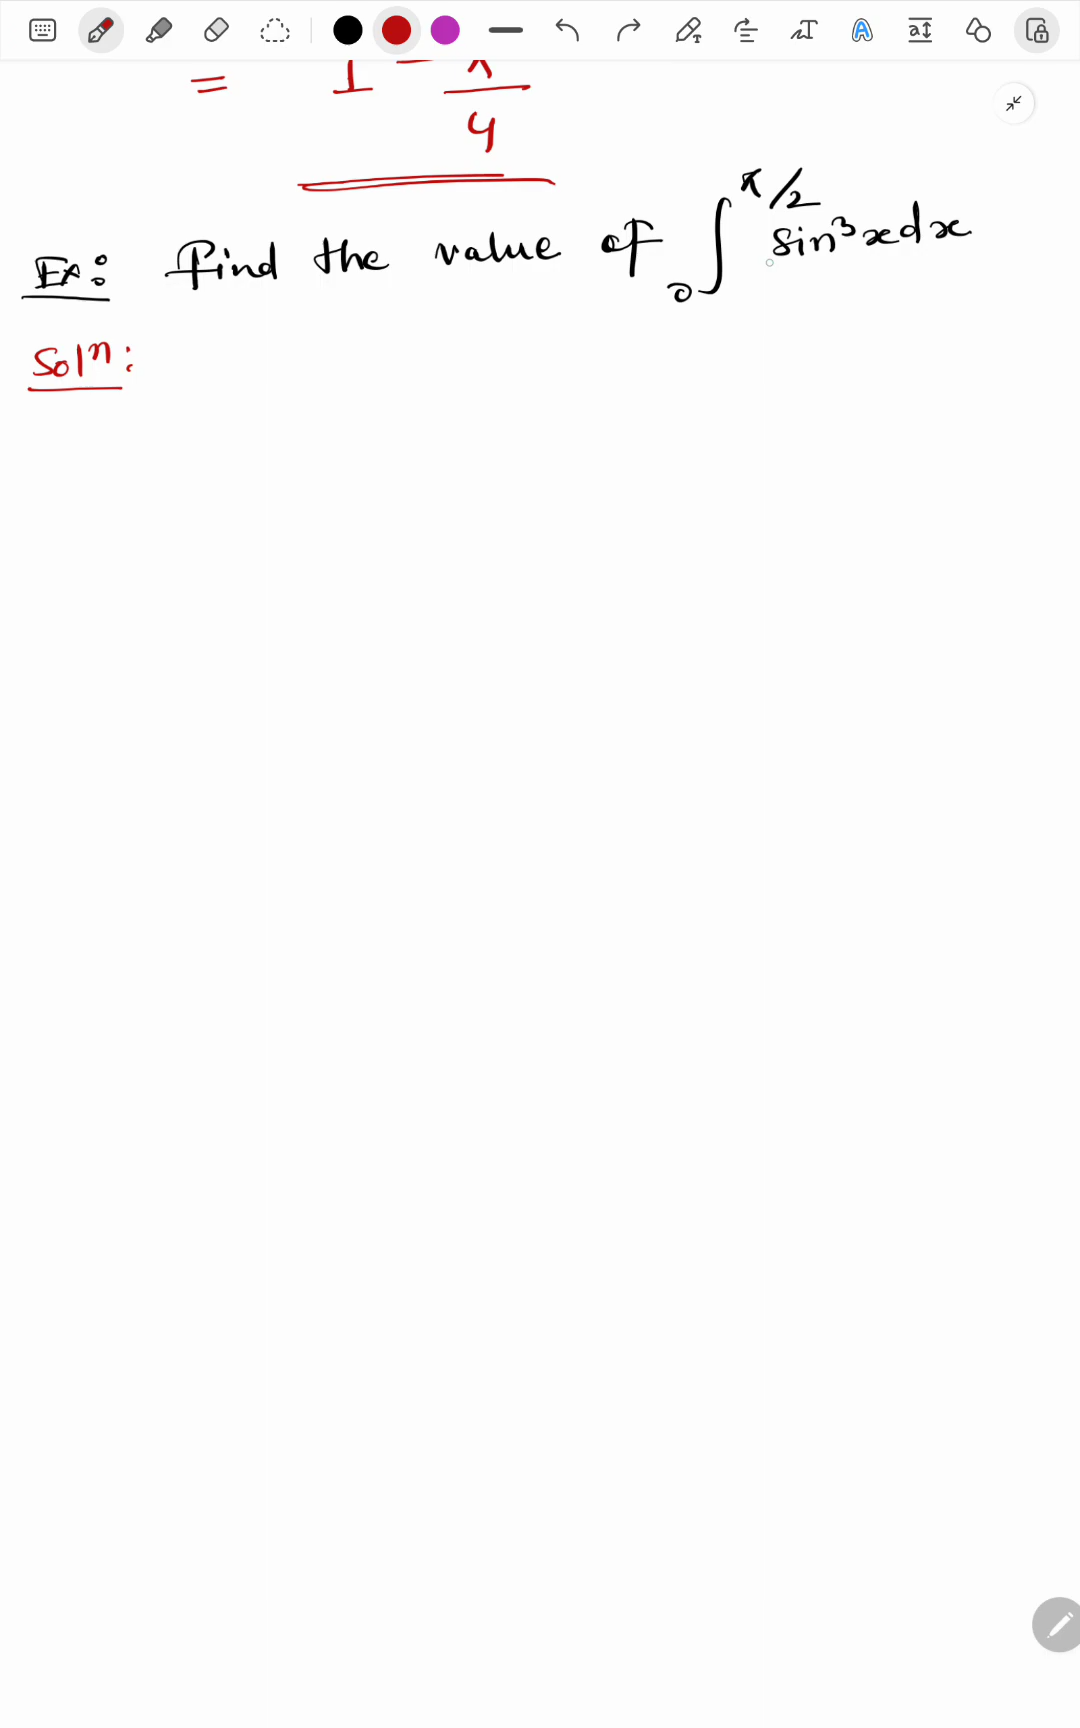 = 1 - π/4
Ex: Find the value of ∫₀^π/2 sin³x dx
Solⁿ: